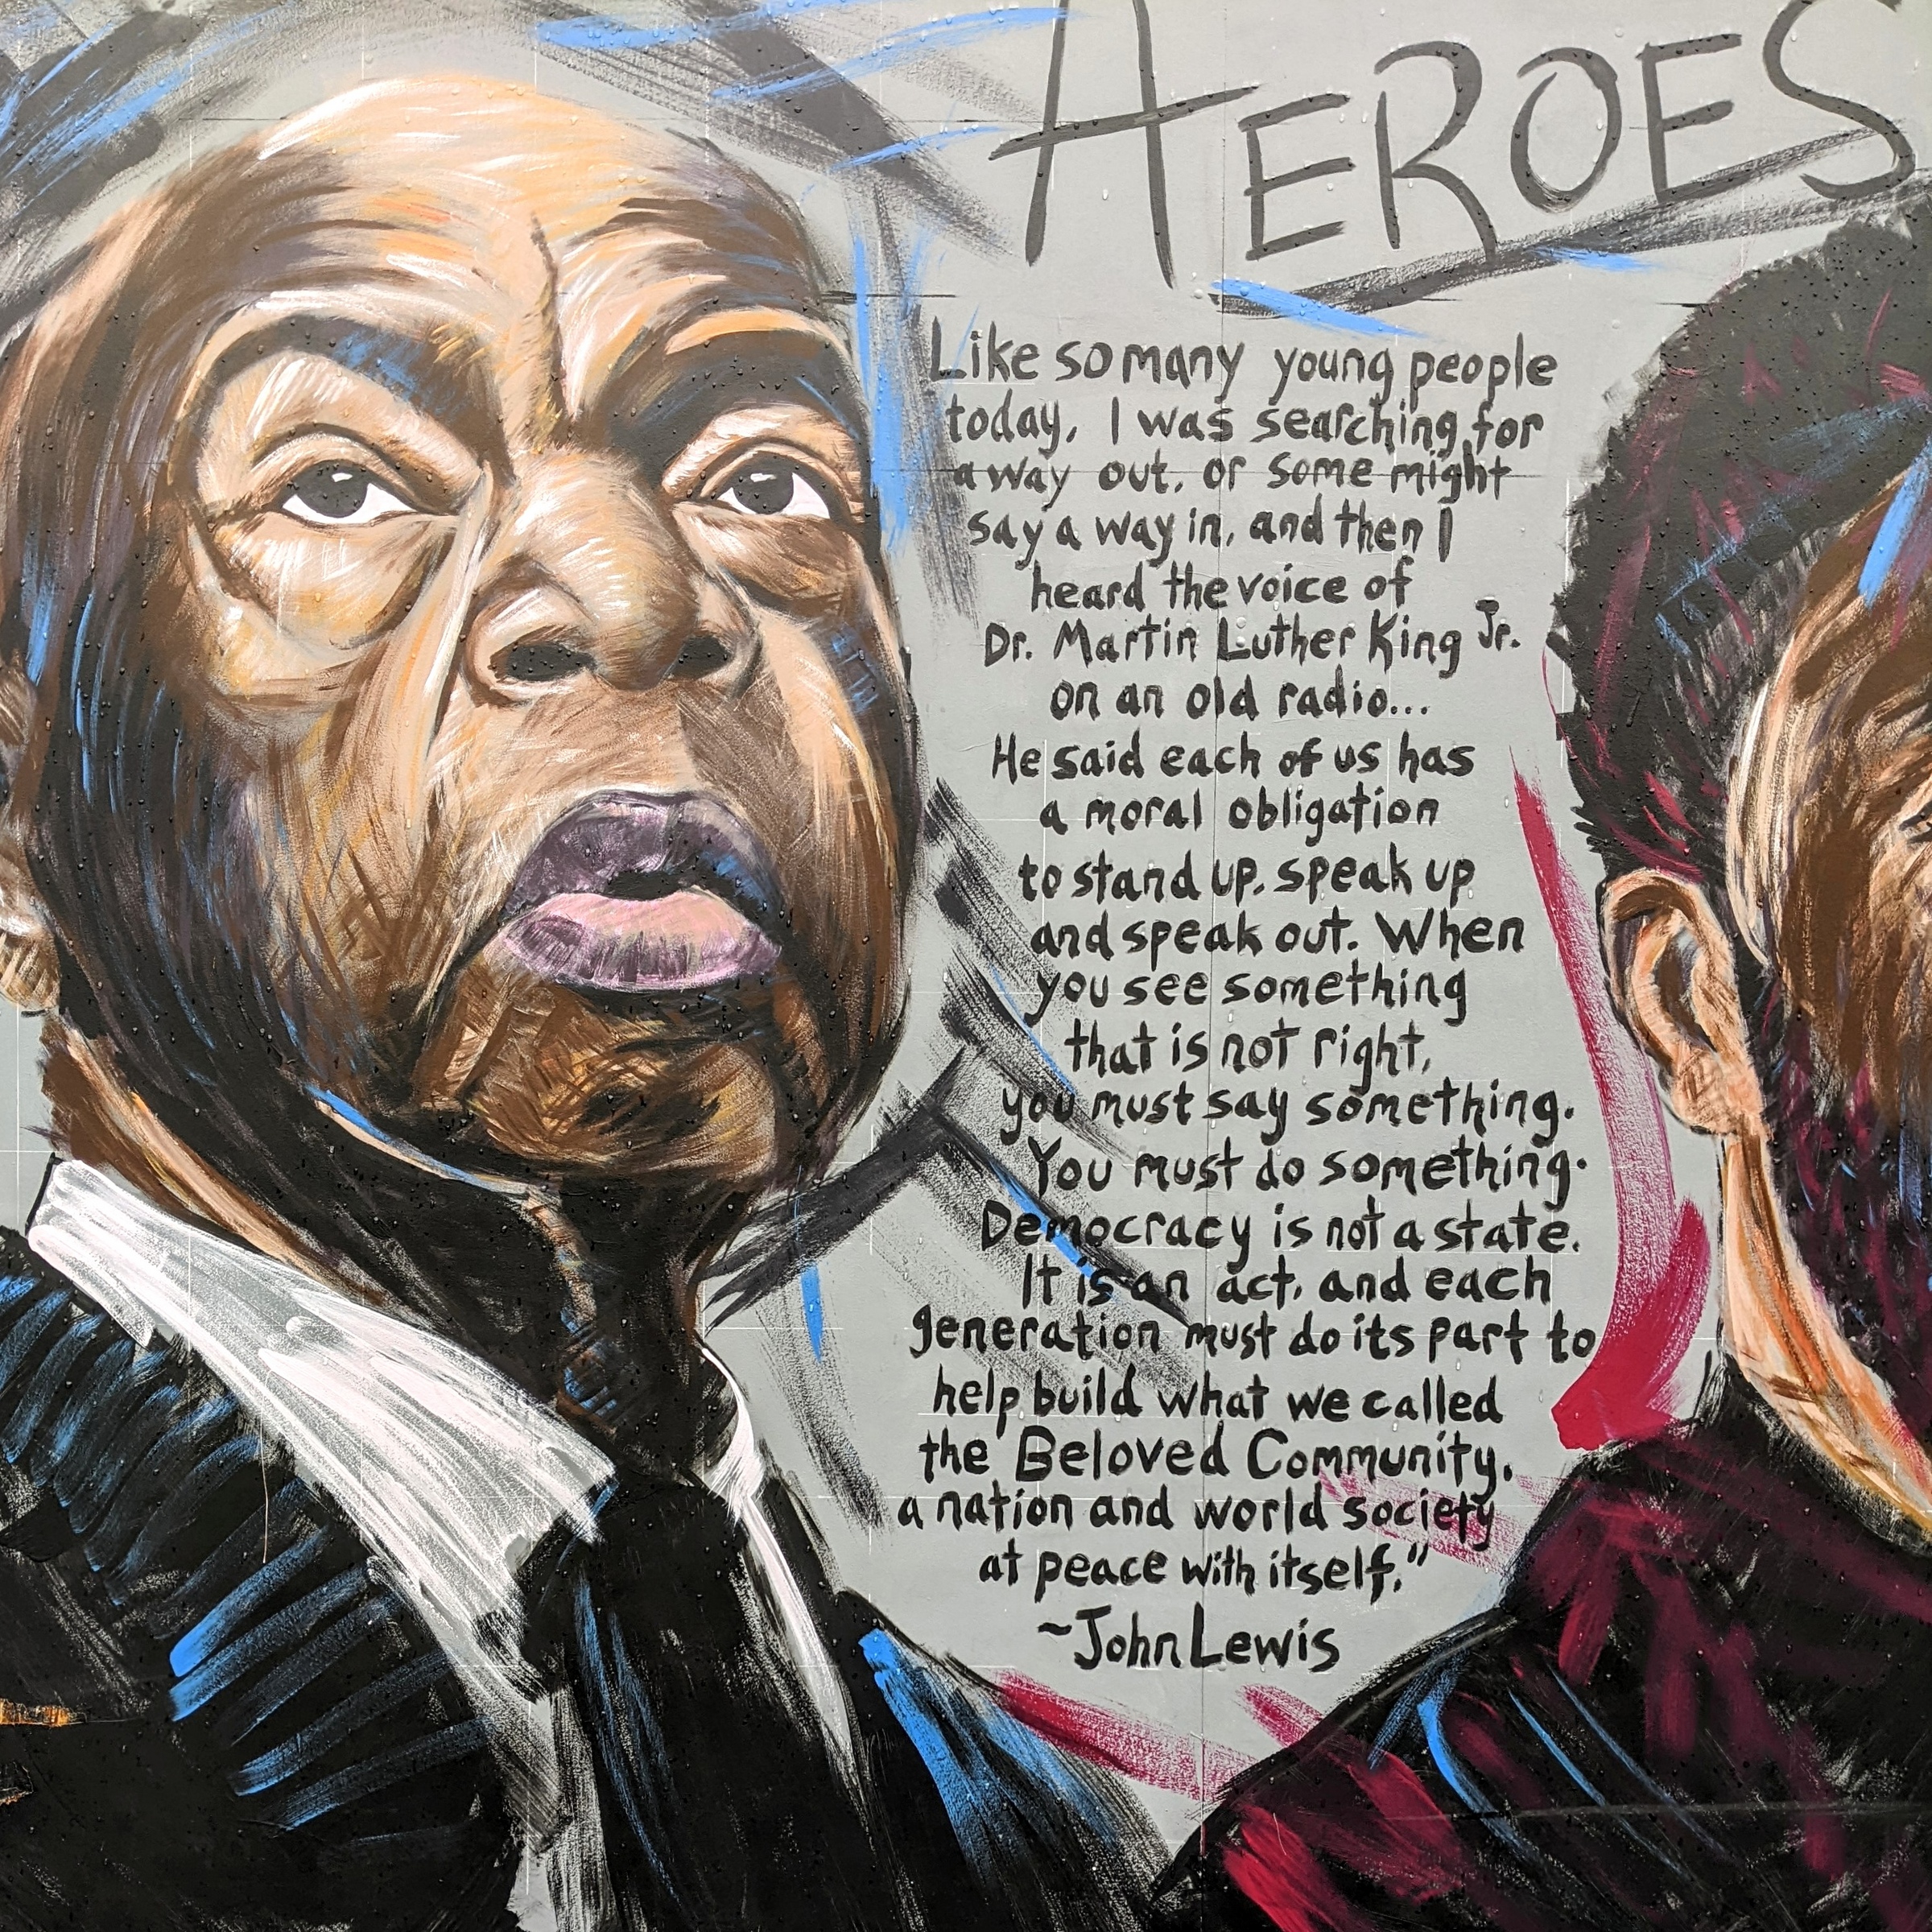 HEROES
Like so many young people
today, I was searching for
a way out, or some might
say a way in, and then I
heard the voice of
Dr. Martin Luther King Jr.
on an old radio...
He said each of us has
a moral obligation
to stand up, speak up
and speak out. When
you see something
that is not right,
you must say something.
You must do something.
Democracy is not a state.
It is an act, and each
generation must do its part to
help build what we called
the Beloved Community,
a nation and world society
at peace with itself."
~John Lewis